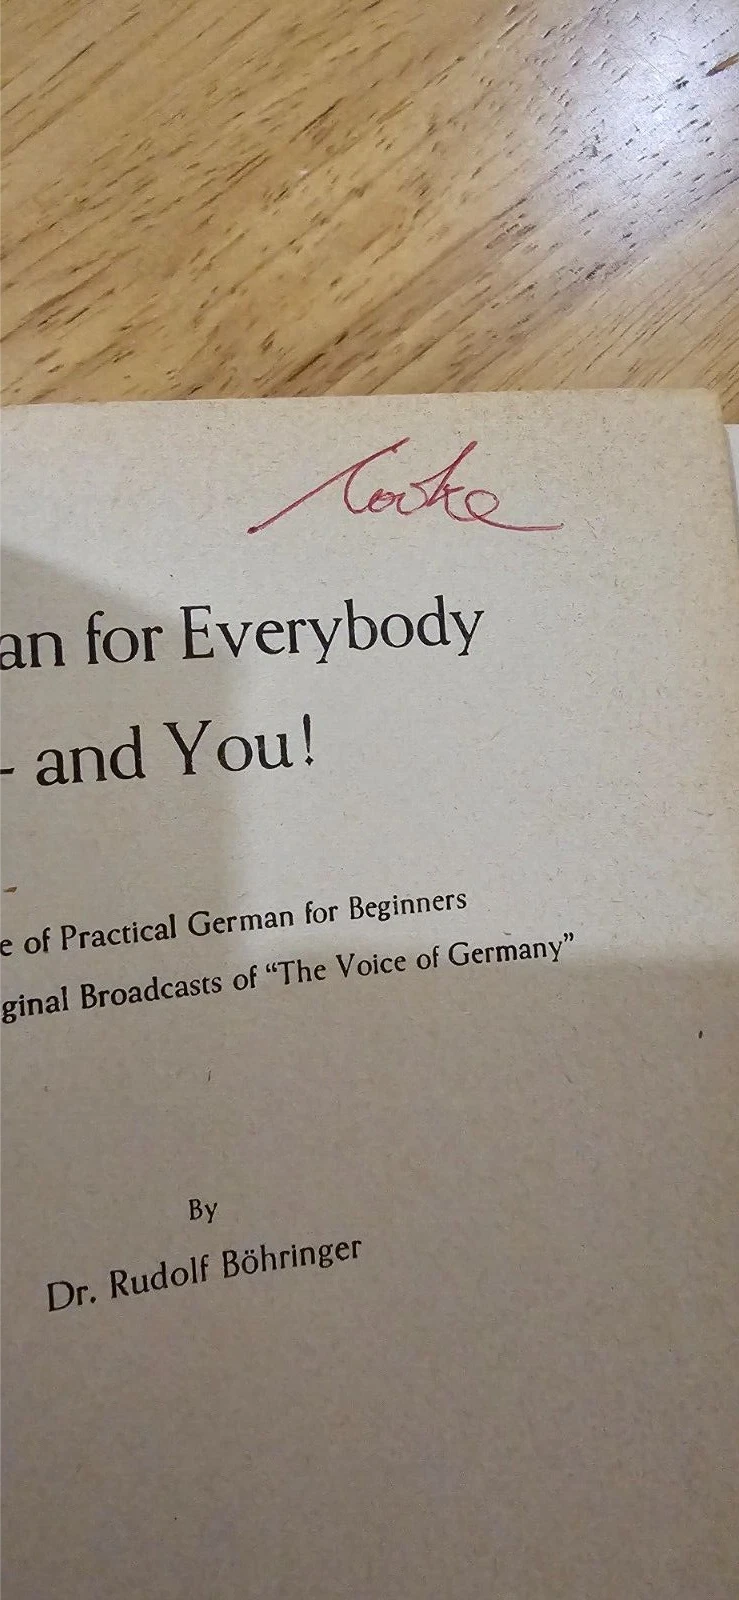 Cooke
an for Everybody
- and You!
e of Practical German for Beginners
ginal Broadcasts of “The Voice of Germany”
By
Dr. Rudolf Böhringer